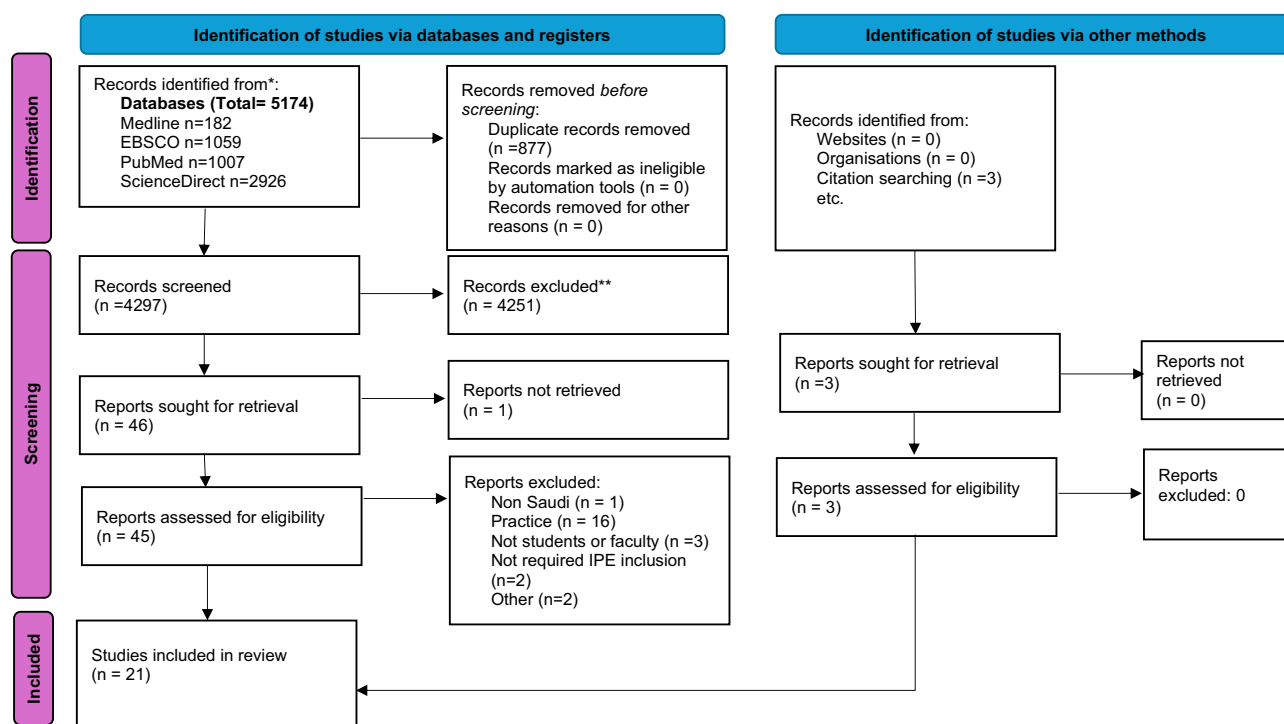 Identification of studies via databases and registers
Identification of studies via other methods
Identification
Records identified from*:
Databases (Total= 5174)
Medline n=182
EBSCO n=1059
PubMed n=1007
ScienceDirect n=2926
Records removed before
screening:
Duplicate records removed
(n =877)
Records marked as ineligible
by automation tools (n = 0)
Records removed for other
reasons (n = 0)
Records identified from:
Websites (n = 0)
Organisations (n = 0)
Citation searching (n =3)
etc.
Screening
Records screened
(n =4297)
Records excluded**
(n = 4251)
Reports sought for retrieval
(n = 46)
Reports not retrieved
(n = 1)
Reports sought for retrieval
(n =3)
Reports not
retrieved
(n = 0)
Reports assessed for eligibility
(n = 45)
Reports excluded:
Non Saudi (n = 1)
Practice (n = 16)
Not students or faculty (n =3)
Not required IPE inclusion
(n=2)
Other (n=2)
Reports assessed for eligibility
(n = 3)
Reports
excluded: 0
Included
Studies included in review
(n = 21)